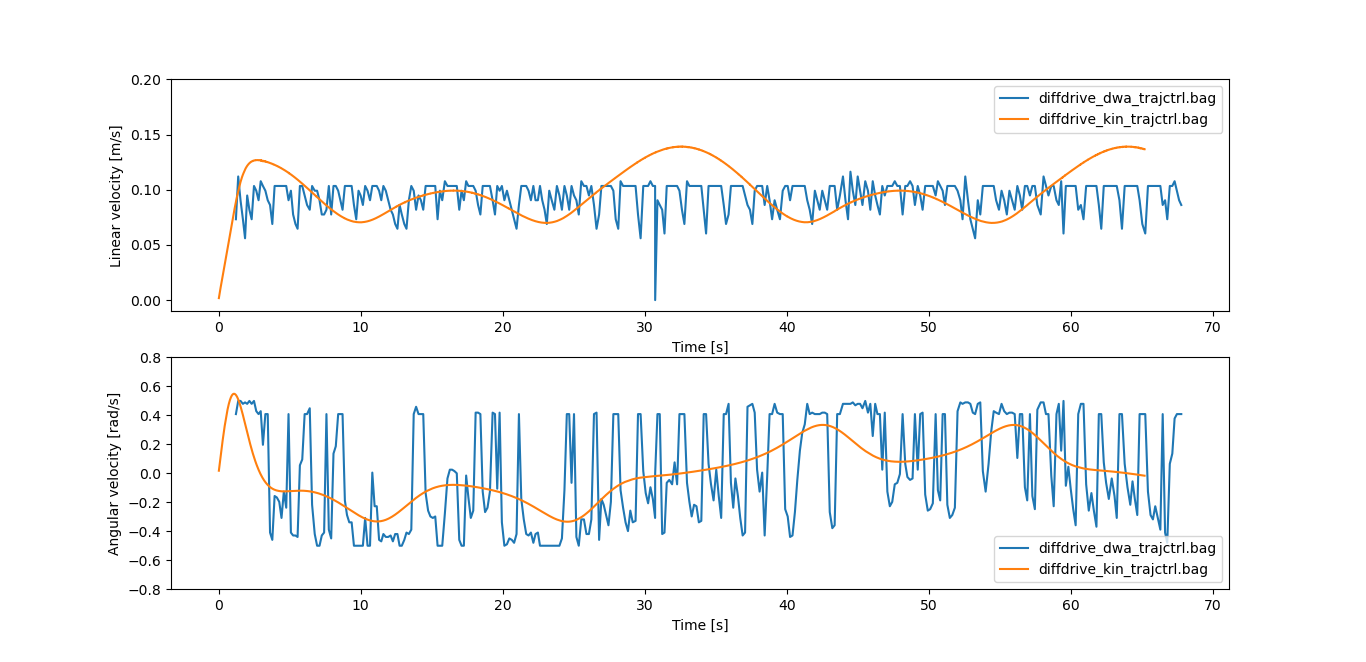 0.20
0.15
0.10
0.05
0.00
Linear velocity [m/s]
diffdrive_dwa_trajctrl.bag
diffdrive_kin_trajctrl.bag
0 10 20 30 40 50 60 70
Time [s]
0.8
0.6
0.4
0.2
0.0
−0.2
−0.4
−0.6
−0.8
Angular velocity [rad/s]
diffdrive_dwa_trajctrl.bag
diffdrive_kin_trajctrl.bag
0 10 20 30 40 50 60 70
Time [s]